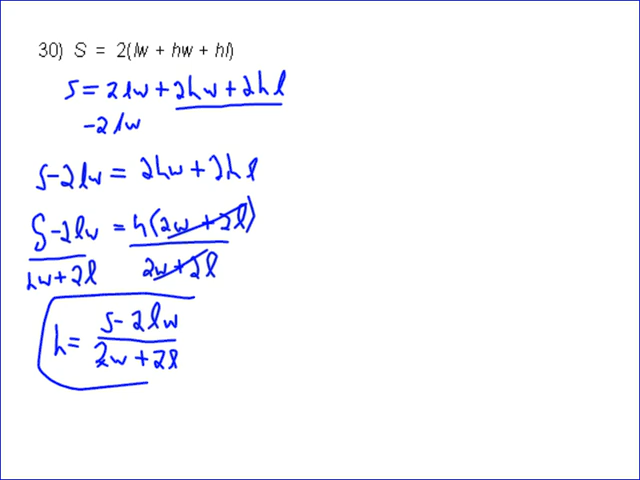 30) S = 2(lw + hw + hl)
S = 2lw + 2hw + 2hl
-2lw
S-2lw = 2hw + 2hl
S-2lw = h(2w + 2l)
2w+2l 2w+2l
h = S-2lw
2w+2l